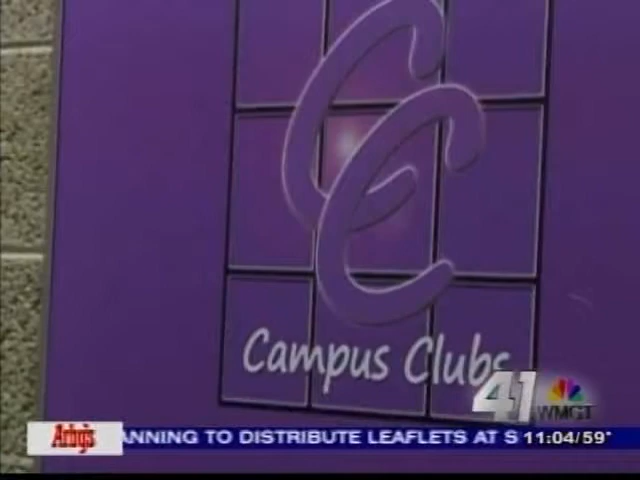 CC
Campus Clubs
41
WMGT
Arby's ANNING TO DISTRIBUTE LEAFLETS AT S 11:04/59°